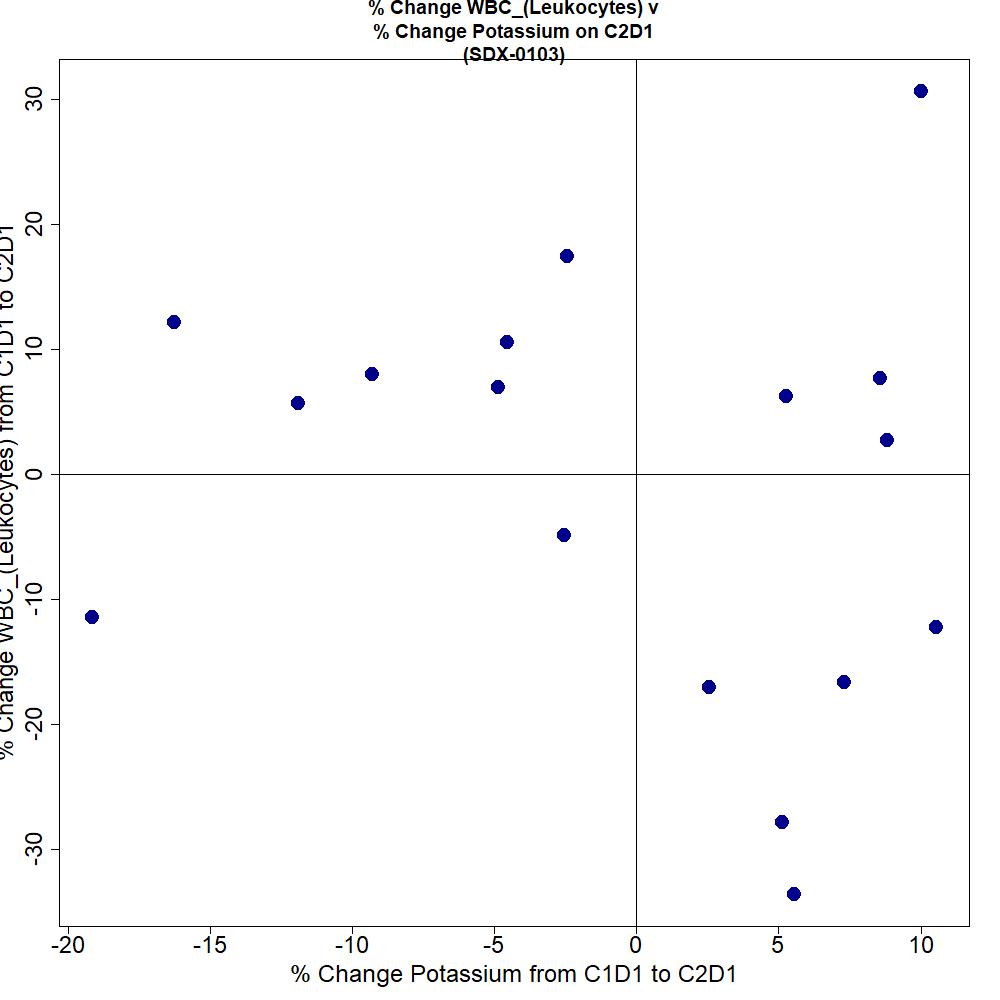 % Change WBC_(Leukocytes) v
% Change Potassium on C2D1
(SDX-0103)
% Change WBC_(Leukocytes) from C1D1 to C2D1
30
20
10
0
-10
-20
-30
-20
-15
-10
-5
0
5
10
% Change Potassium from C1D1 to C2D1